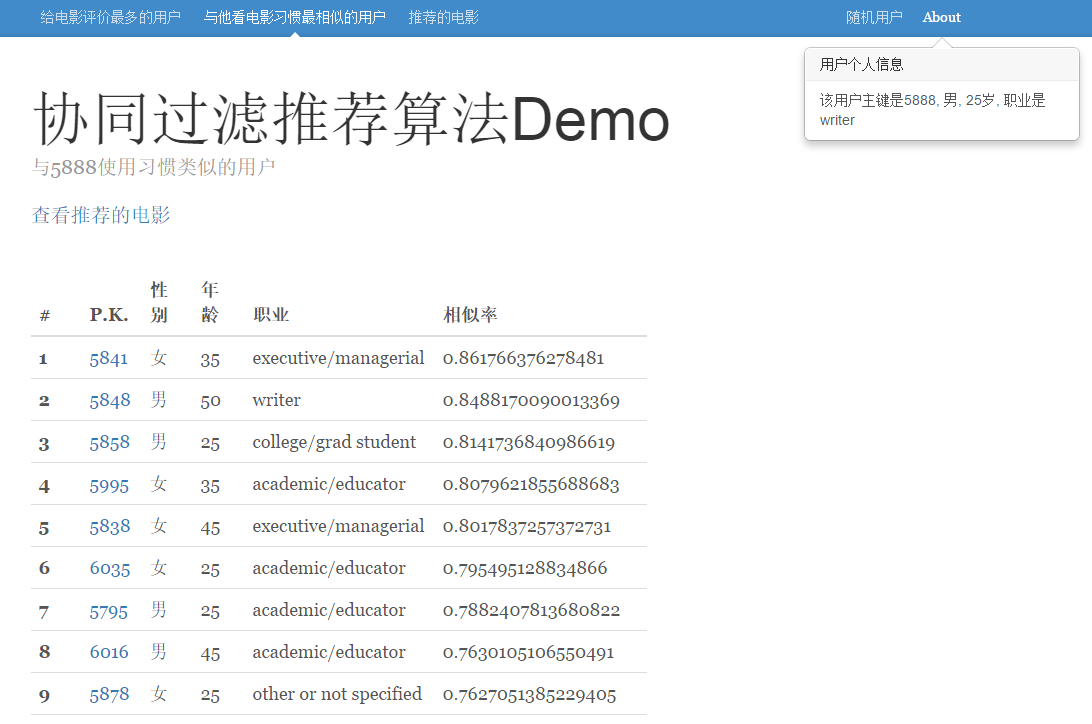 给电影评价最多的用户 与他看电影习惯最相似的用户 推荐的电影 随机用户 About
用户个人信息
该用户主键是5888, 男, 25岁, 职业是
writer
协同过滤推荐算法Demo
与5888使用习惯类似的用户
查看推荐的电影
# P.K. 性别 年龄 职业 相似率
1 5841 女 35 executive/managerial 0.861766376278481
2 5848 男 50 writer 0.8488170090013369
3 5858 男 25 college/grad student 0.8141736840986619
4 5995 女 35 academic/educator 0.8079621855688683
5 5838 女 45 executive/managerial 0.8017837257372731
6 6035 女 25 academic/educator 0.795495128834866
7 5795 男 25 academic/educator 0.7882407813680822
8 6016 男 45 academic/educator 0.7630105106550491
9 5878 女 25 other or not specified 0.7627051385229405